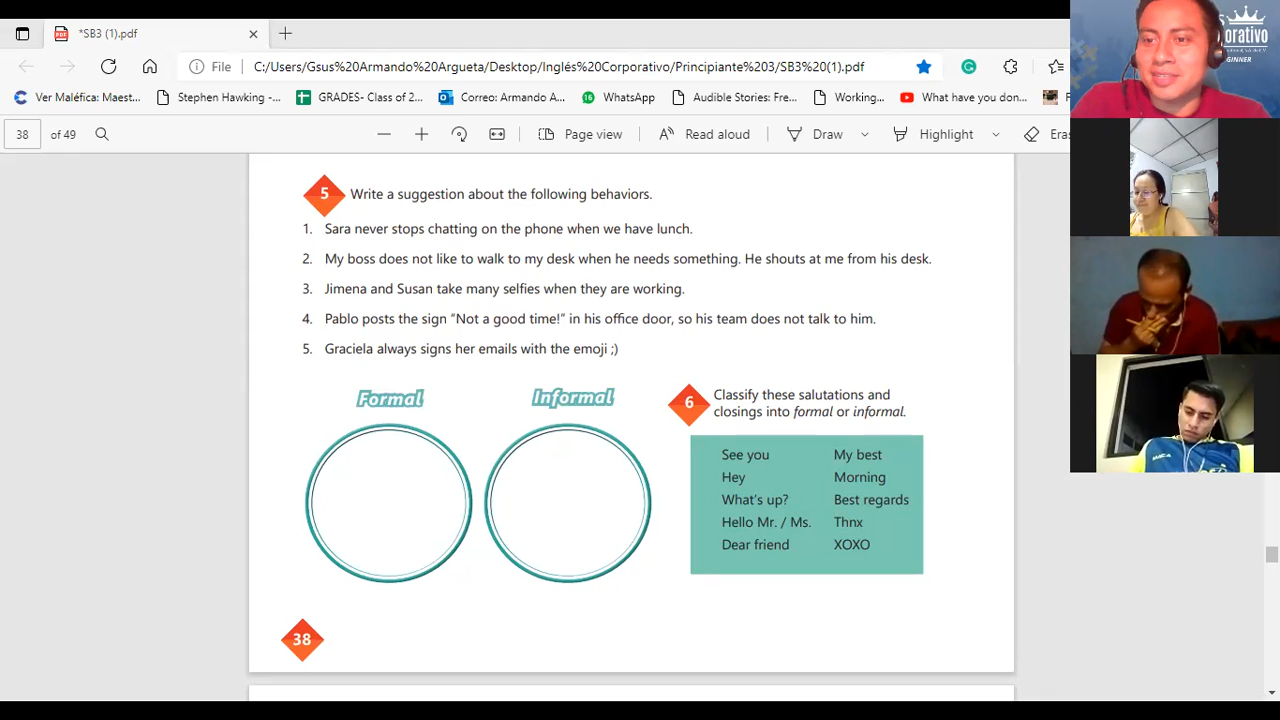 *SB3 (1).pdf
File
C:/Users/Gsus%20Armando%20Argueta/Desktop/Inglés%20Corporativo/Principiante%203/SB3%20(1).pdf
Ver Maléfica: Maest...
Stephen Hawking -...
GRADES- Class of 2...
Correo: Armando A...
16
WhatsApp
Audible Stories: Fre...
Working...
What have you don...
38
of 49
Page view
Read aloud
Draw
Highlight
Eras
orativo
GINNER
5
Write a suggestion about the following behaviors.
1. Sara never stops chatting on the phone when we have lunch.
2. My boss does not like to walk to my desk when he needs something. He shouts at me from his desk.
3. Jimena and Susan take many selfies when they are working.
4. Pablo posts the sign “Not a good time!” in his office door, so his team does not talk to him.
5. Graciela always signs her emails with the emoji ;)
Formal
Informal
6
Classify these salutations and
closings into formal or informal.
See you
Hey
What's up?
Hello Mr. / Ms.
Dear friend
My best
Morning
Best regards
Thnx
XOXO
38